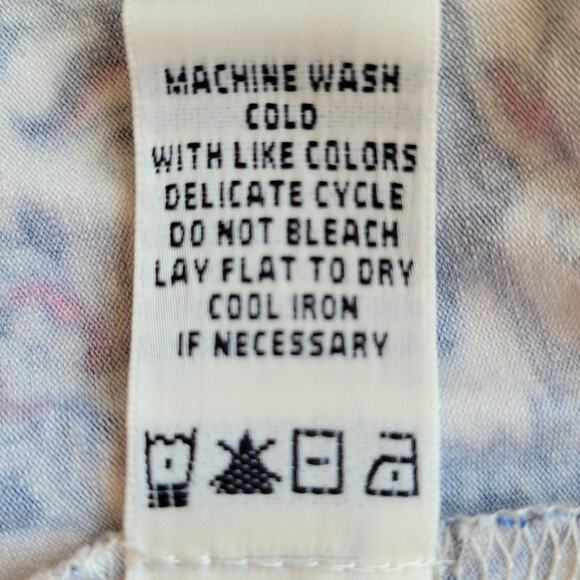 MACHINE WASH
COLD
WITH LIKE COLORS
DELICATE CYCLE
DO NOT BLEACH
LAY FLAT TO DRY
COOL IRON
IF NECESSARY